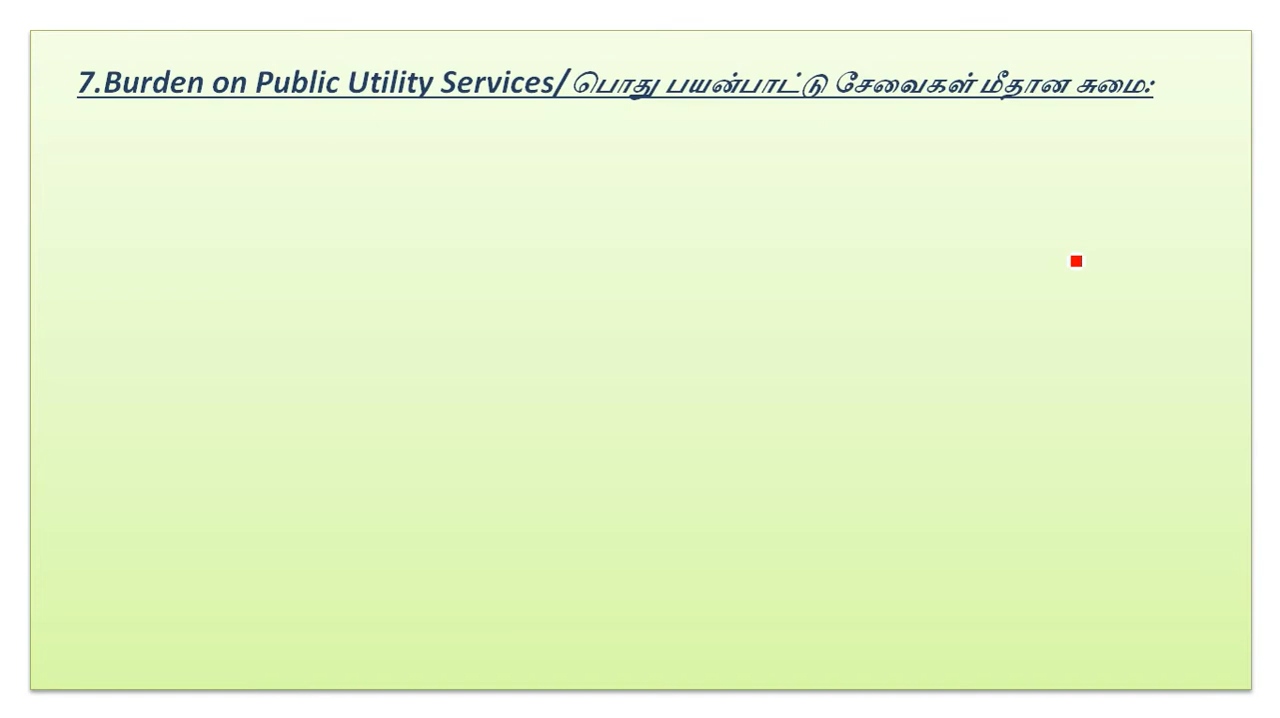 7.Burden on Public Utility Services/பொது பயன்பாட்டு சேவைகள் மீதான சுமை: